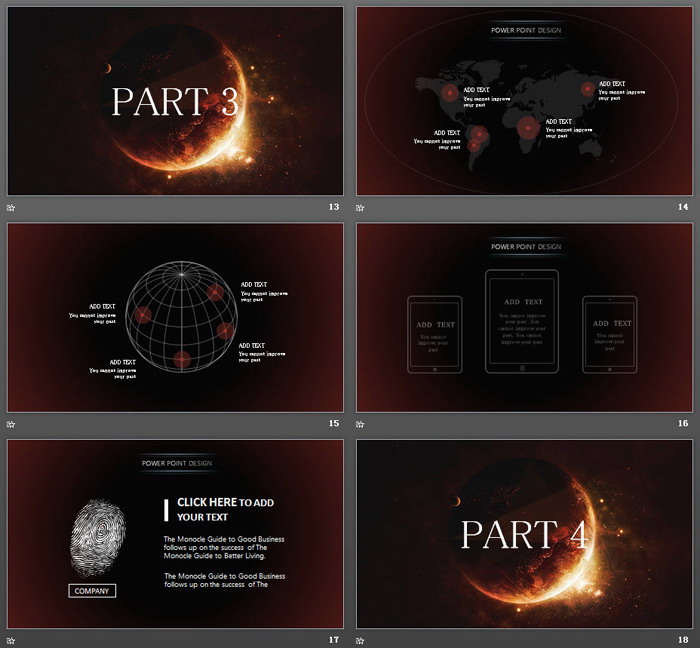 PART 3
13
POWER POINT DESIGN
ADD TEXT
You cannot improve
your past
ADD TEXT
You cannot improve
your past
ADD TEXT
You cannot improve
your past
ADD TEXT
You cannot improve
your past
14
ADD TEXT
You cannot improve
your past
ADD TEXT
You cannot improve
your past
ADD TEXT
You cannot improve
your past
ADD TEXT
You cannot improve
your past
15
POWER POINT DESIGN
ADD TEXT
You cannot
improve your
past
ADD TEXT
You cannot improve
your past. You
cannot improve your
past. You cannot
improve your past
ADD TEXT
You cannot
improve your
past
16
POWER POINT DESIGN
CLICK HERE TO ADD
YOUR TEXT
The Monocle Guide to Good Business
follows up on the success of The
Monocle Guide to Better Living.
The Monocle Guide to Good Business
follows up on the success of The
COMPANY
17
PART 4
18